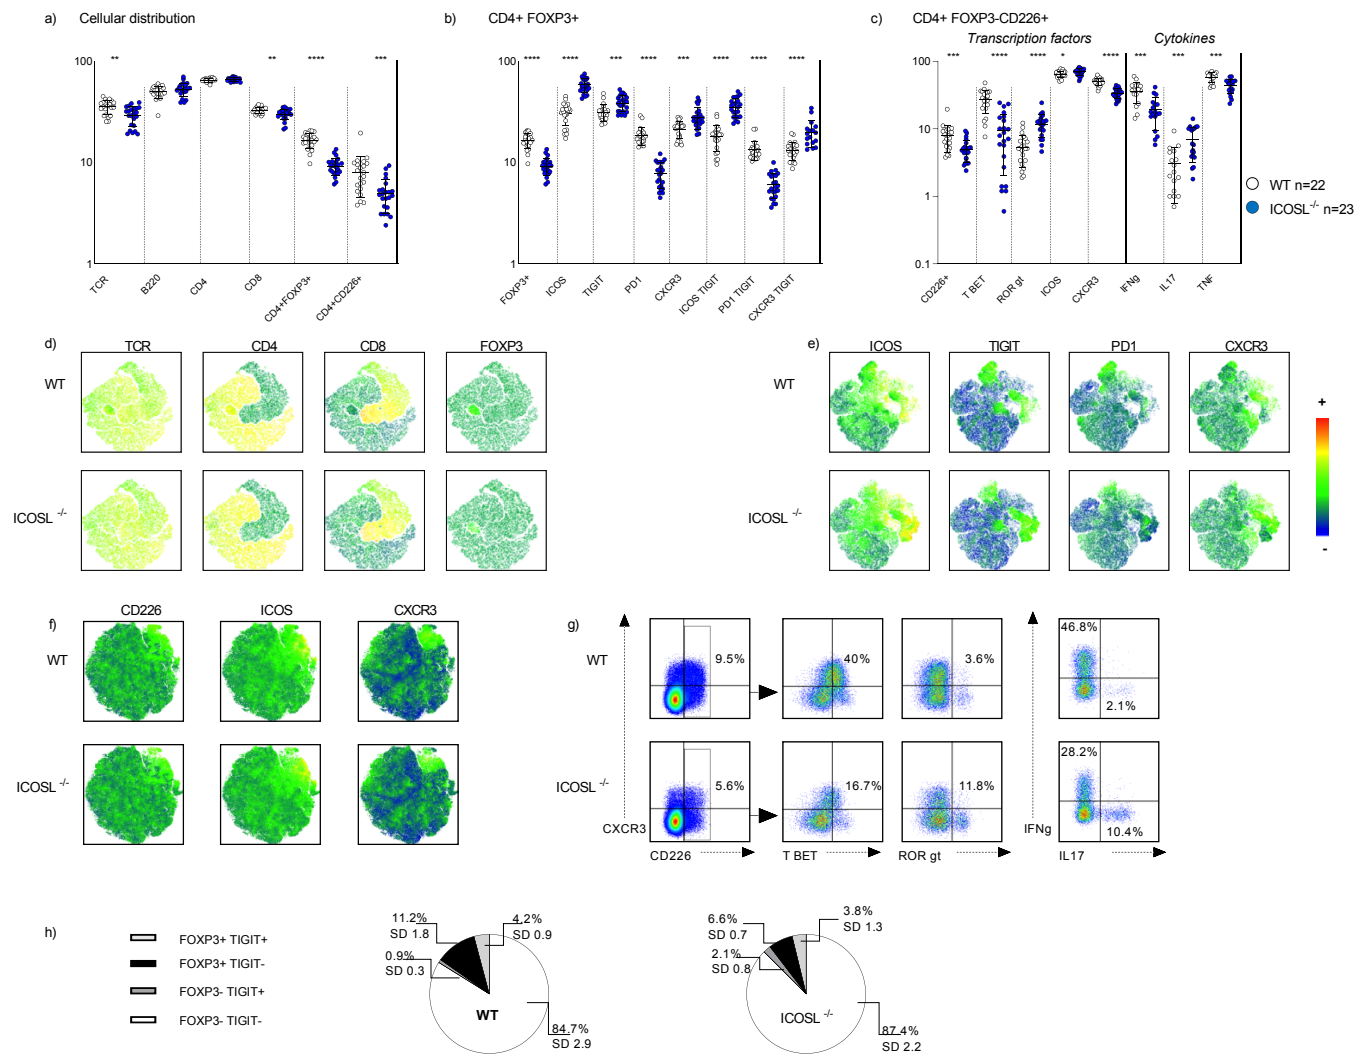 a) Cellular distribution
** ** **** ***
100
10
1
TCR
B220
CD4
CD8
CD4+FOXP3+
CD4+CD226+
b) CD4+ FOXP3+
**** **** *** **** *** **** **** ****
100
10
1
FOXP3+
ICOS
TIGIT
PD1
CXCR3
ICOS TIGIT
PD1 TIGIT
CXCR3 TIGIT
c) CD4+ FOXP3-CD226+
Transcription factors Cytokines
*** **** **** * **** *** *** ***
100
10
1
0.1
CD226+
T BET
ROR gt
ICOS
CXCR3
IFNg
IL17
TNF
WT n=22
ICOSL -/- n=23
d)
TCR CD4 CD8 FOXP3
WT
ICOSL -/-
e)
ICOS TIGIT PD1 CXCR3
WT
ICOSL -/-
+
-
f)
CD226 ICOS CXCR3
WT
ICOSL -/-
g)
WT
9.5% 40% 3.6% 46.8%
2.1%
ICOSL -/-
5.6% 16.7% 11.8% 28.2%
10.4%
CXCR3 IFNg
CD226 T BET ROR gt IL17
h)
FOXP3+ TIGIT+
FOXP3+ TIGIT-
FOXP3- TIGIT+
FOXP3- TIGIT-
11.2%
SD 1.8
4.2%
SD 0.9
0.9%
SD 0.3
WT
84.7%
SD 2.9
6.6%
SD 0.7
3.8%
SD 1.3
2.1%
SD 0.8
ICOSL -/-
87.4%
SD 2.2